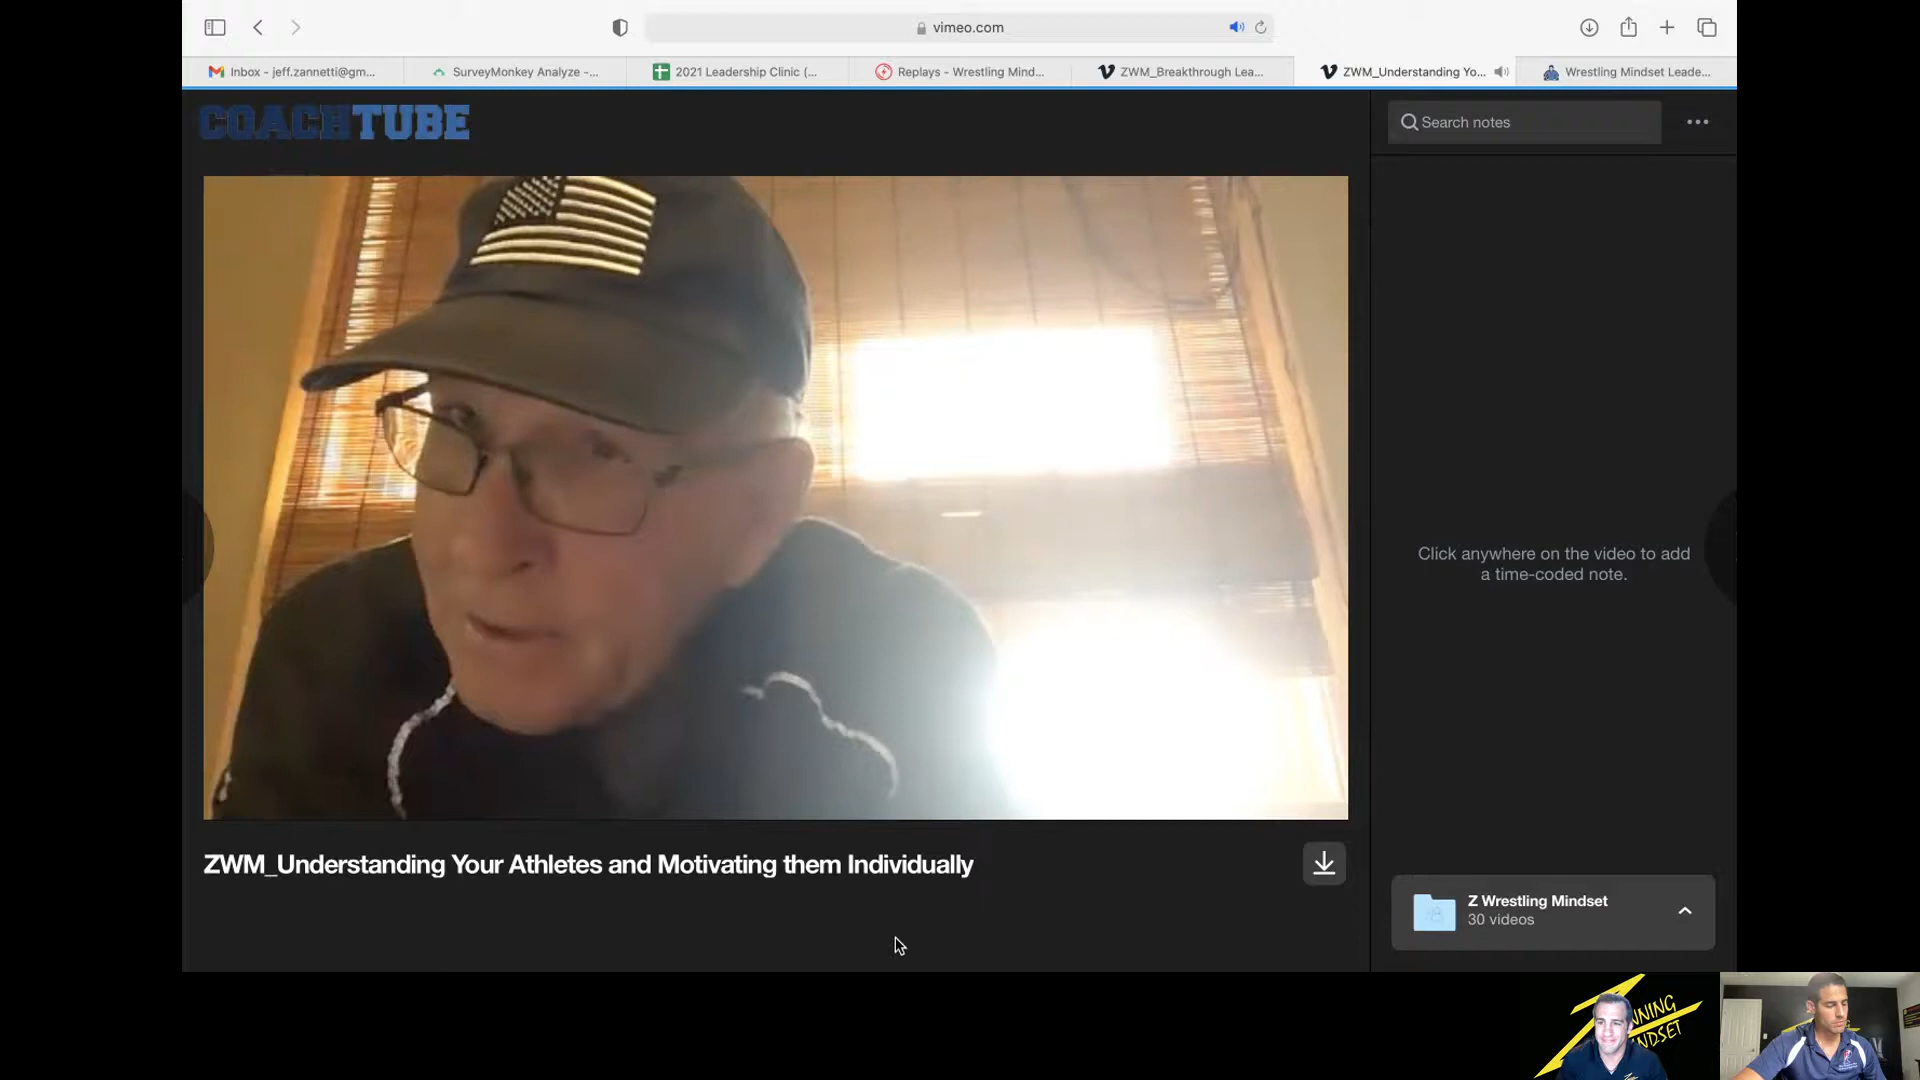 vimeo.com
Inbox - jeff.zannetti@gm...
SurveyMonkey Analyze -...
2021 Leadership Clinic (...
Replays - Wrestling Mind...
ZWM_Breakthrough Lea...
ZWM_Understanding Yo...
Wrestling Mindset Leade...
COACHTUBE
Search notes
Click anywhere on the video to add
a time-coded note.
ZWM_Understanding Your Athletes and Motivating them Individually
Z Wrestling Mindset
30 videos